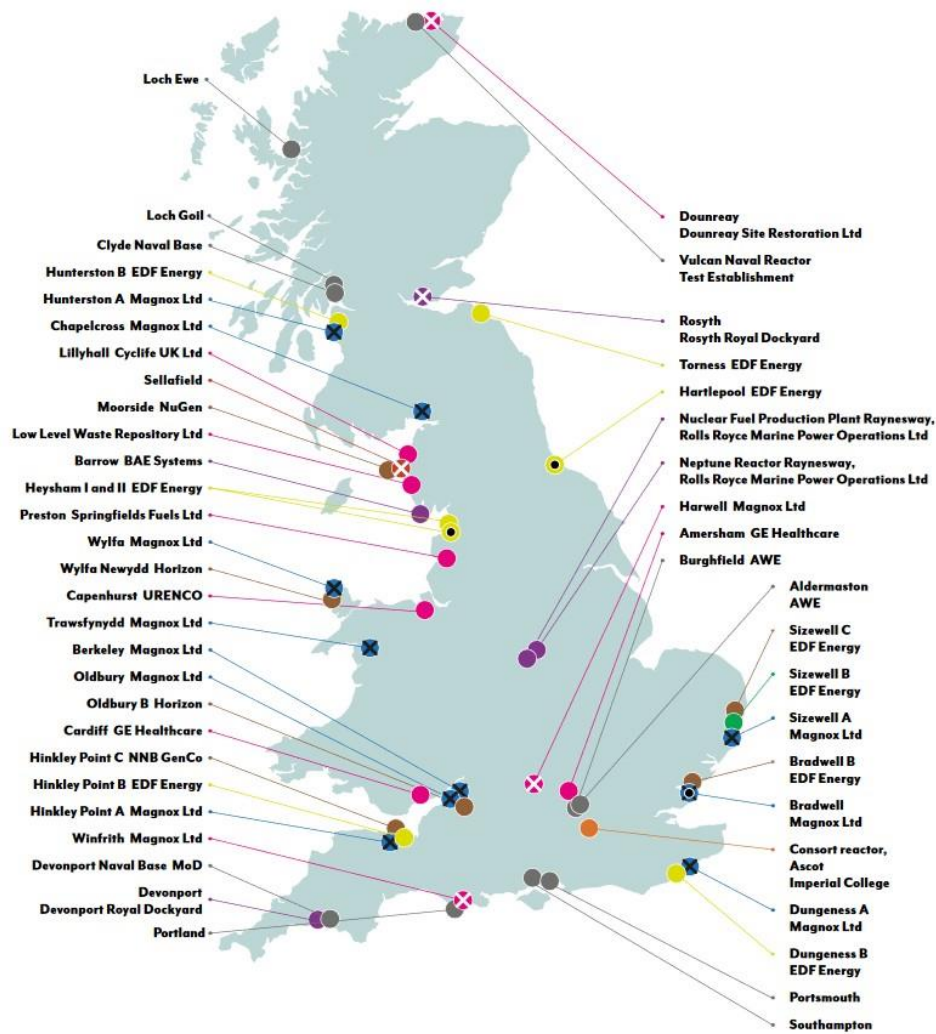 Loch Ewe
Loch Goil
Clyde Naval Base
Hunterston B EDF Energy
Hunterston A Magnox Ltd
Chapelcross Magnox Ltd
Lillyhall Cyclife UK Ltd
Sellafield
Moorside NuGen
Low Level Waste Repository Ltd
Barrow BAE Systems
Heysham I and II EDF Energy
Preston Springfields Fuels Ltd
Wylfa Magnox Ltd
Wylfa Newydd Horizon
Capenhurst URENCO
Trawsfynydd Magnox Ltd
Berkeley Magnox Ltd
Oldbury Magnox Ltd
Oldbury B Horizon
Cardiff GE Healthcare
Hinkley Point C NNB GenCo
Hinkley Point B EDF Energy
Hinkley Point A Magnox Ltd
Winfrith Magnox Ltd
Devonport Naval Base MoD
Devonport
Devonport Royal Dockyard
Portland
Dounreay
Dounreay Site Restoration Ltd
Vulcan Naval Reactor
Test Establishment
Rosyth
Rosyth Royal Dockyard
Torness EDF Energy
Hartlepool EDF Energy
Nuclear Fuel Production Plant Raynesway,
Rolls Royce Marine Power Operations Ltd
Neptune Reactor Raynesway,
Rolls Royce Marine Power Operations Ltd
Harwell Magnox Ltd
Amersham GE Healthcare
Burghfield AWE
Aldermaston
AWE
Sizewell C
EDF Energy
Sizewell B
EDF Energy
Sizewell A
Magnox Ltd
Bradwell B
EDF Energy
Bradwell
Magnox Ltd
Consort reactor,
Ascot
Imperial College
Dungeness A
Magnox Ltd
Dungeness B
EDF Energy
Portsmouth
Southampton